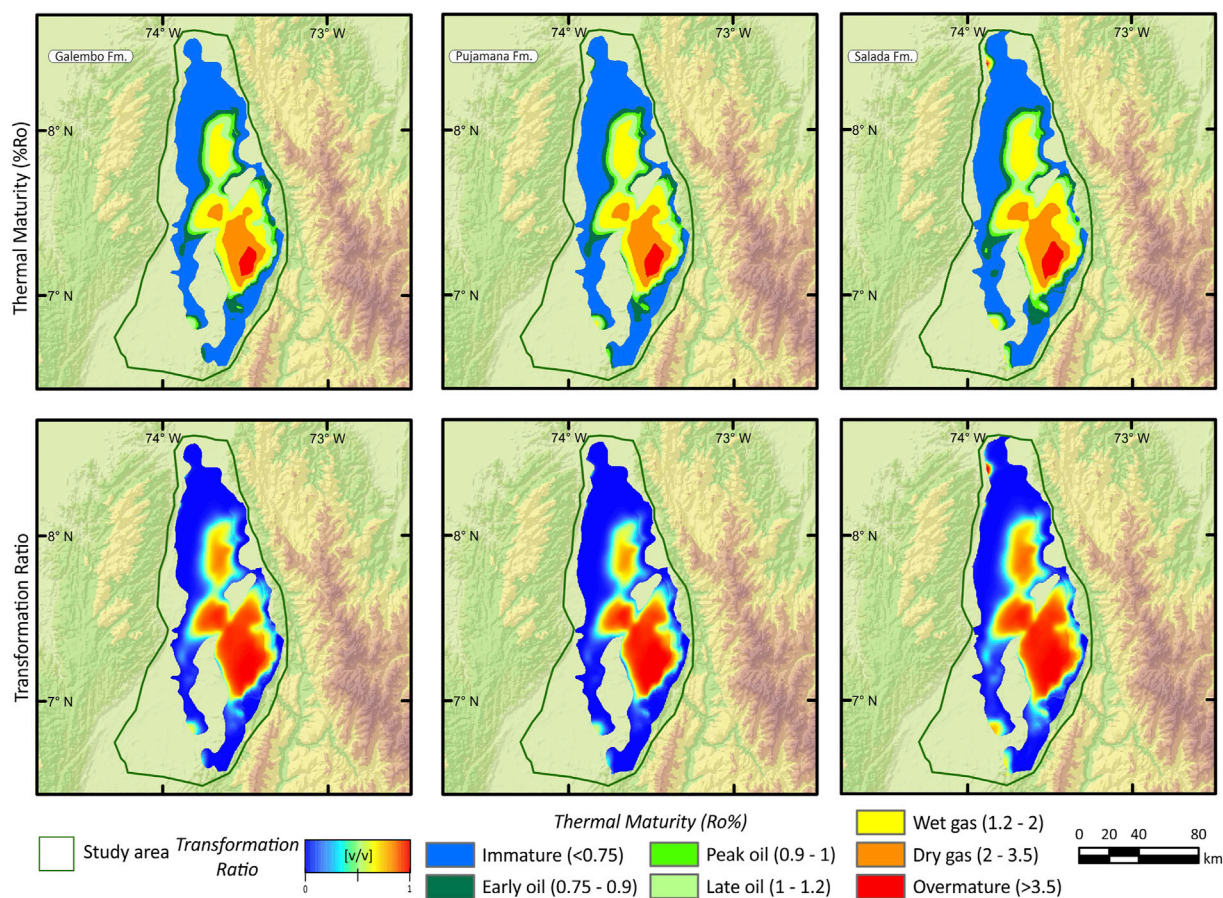 74° W 73° W 74° W 73° W 74° W 73° W
Galembo Fm. Pujamana Fm. Salada Fm.
Thermal Maturity (%Ro)
8° N 8° N 8° N
7° N 7° N 7° N
74° W 73° W 74° W 73° W 74° W 73° W
Transformation Ratio
8° N 8° N 8° N
7° N 7° N 7° N
Study area
Transformation
Ratio
[v/v]
0 1
Thermal Maturity (Ro%)
Immature (<0.75)
Early oil (0.75 - 0.9)
Peak oil (0.9 - 1)
Late oil (1 - 1.2)
Wet gas (1.2 - 2)
Dry gas (2 - 3.5)
Overmature (>3.5)
0 20 40 80
km